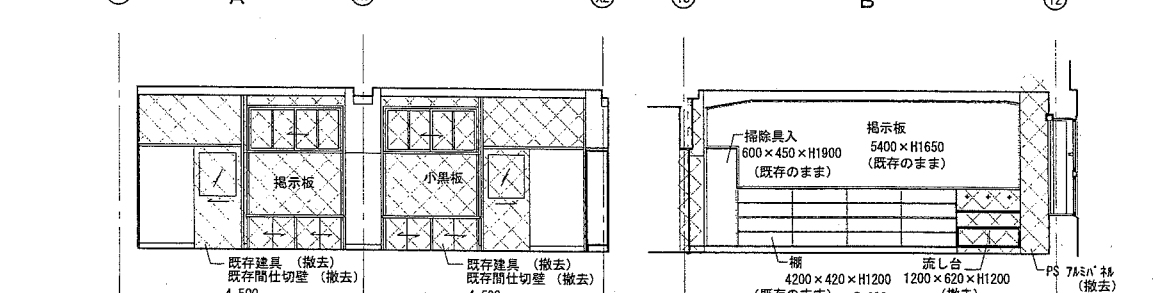 A
B
掲示板
小黒板
既存建具 (撤去)
既存間仕切壁 (撤去)
既存建具 (撤去)
既存間仕切壁 (撤去)
掃除具入
600×450×H1900
(既存のまま)
掲示板
5400×H1650
(既存のまま)
棚
4200×420×H1200
流し台
1200×620×H1200
PS アルミパネル
(撤去)